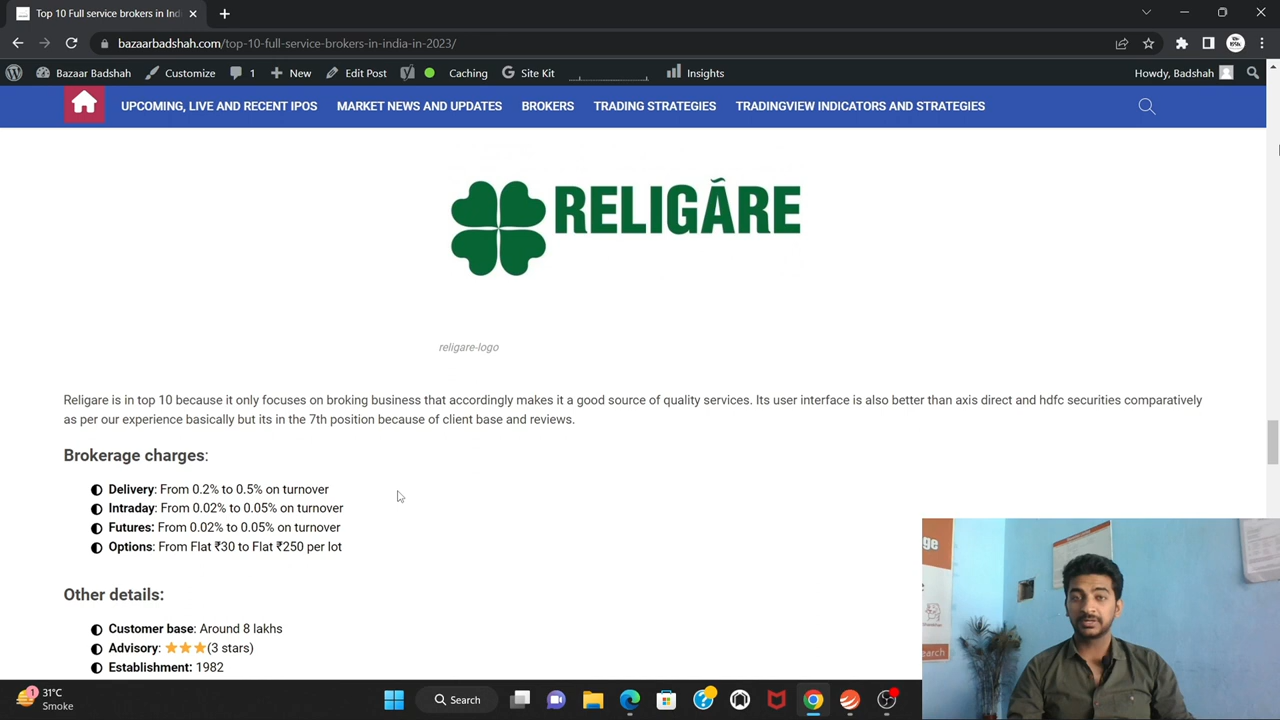 Top 10 Full service brokers in Indi
bazaarbadshah.com/top-10-full-service-brokers-in-india-in-2023/
Bazaar Badshah Customize 1 New Edit Post Caching Site Kit Insights Howdy, Badshah
UPCOMING, LIVE AND RECENT IPOS MARKET NEWS AND UPDATES BROKERS TRADING STRATEGIES TRADINGVIEW INDICATORS AND STRATEGIES
RELIGĀRE
religare-logo
Religare is in top 10 because it only focuses on broking business that accordingly makes it a good source of quality services. Its user interface is also better than axis direct and hdfc securities comparatively
as per our experience basically but its in the 7th position because of client base and reviews.
Brokerage charges:
Delivery: From 0.2% to 0.5% on turnover
Intraday: From 0.02% to 0.05% on turnover
Futures: From 0.02% to 0.05% on turnover
Options: From Flat ₹30 to Flat ₹250 per lot
Other details:
Customer base: Around 8 lakhs
Advisory: ⭐⭐⭐(3 stars)
Establishment: 1982
ge
earch
1
31°C
Smoke
Search